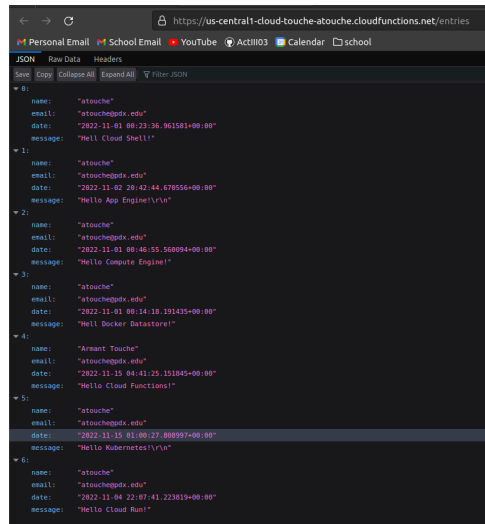 https://us-central1-cloud-touche-atouche.cloudfunctions.net/entries
Personal Email School Email YouTube ActIII03 Calendar school
JSON Raw Data Headers
Save Copy Collapse All Expand All Filter JSON
0:
name: "atouche"
email: "atouche@pdx.edu"
date: "2022-11-01 00:23:36.961581+00:00"
message: "Hell Cloud Shell!"
1:
name: "atouche"
email: "atouche@pdx.edu"
date: "2022-11-02 20:42:44.670556+00:00"
message: "Hello App Engine!\r\n"
2:
name: "atouche"
email: "atouche@pdx.edu"
date: "2022-11-01 00:46:55.560094+00:00"
message: "Hello Compute Engine!"
3:
name: "atouche"
email: "atouche@pdx.edu"
date: "2022-11-01 00:14:18.191435+00:00"
message: "Hell Docker Datastore!"
4:
name: "Armant Touche"
email: "atouche@pdx.edu"
date: "2022-11-15 04:41:25.151845+00:00"
message: "Hello Cloud Functions!"
5:
name: "atouche"
email: "atouche@pdx.edu"
date: "2022-11-15 01:00:27.808997+00:00"
message: "Hello Kubernetes!\r\n"
6:
name: "atouche"
email: "atouche@pdx.edu"
date: "2022-11-04 22:07:41.223819+00:00"
message: "Hello Cloud Run!"